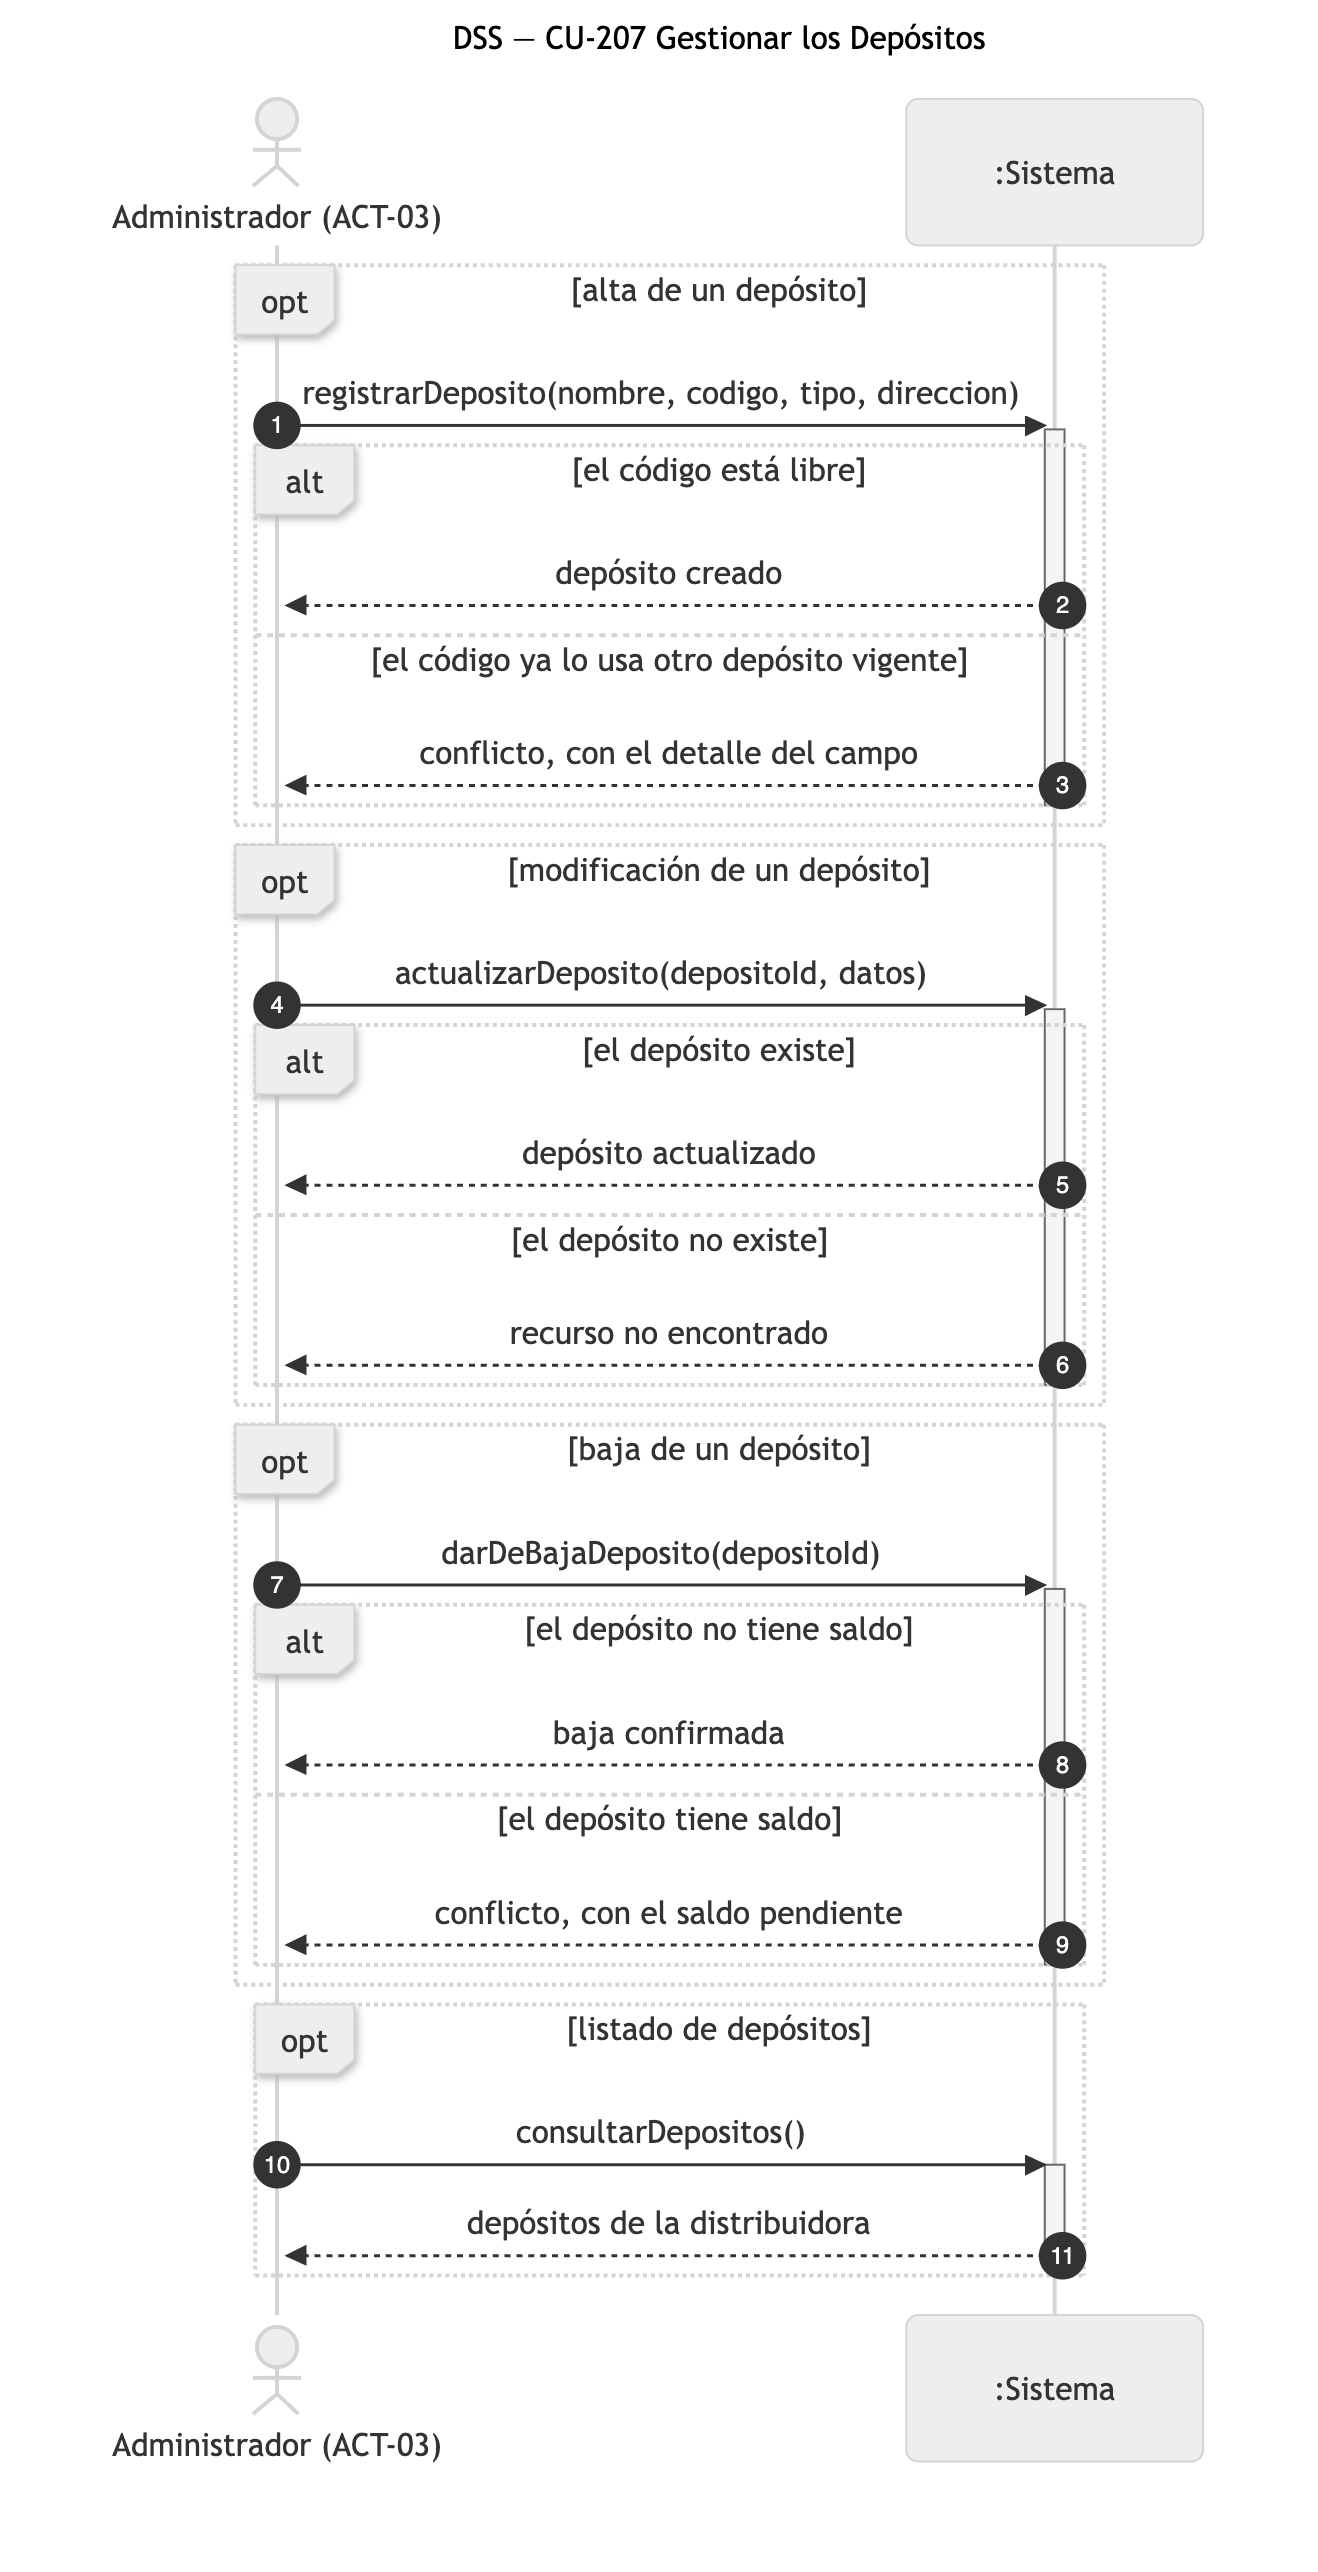 DSS — CU-207 Gestionar los Depósitos
Administrador (ACT-03)
:Sistema
opt
[alta de un depósito]
registrarDeposito(nombre, codigo, tipo, direccion)
1
alt
[el código está libre]
depósito creado
2
[el código ya lo usa otro depósito vigente]
conflicto, con el detalle del campo
3
opt
[modificación de un depósito]
actualizarDeposito(depositoId, datos)
4
alt
[el depósito existe]
depósito actualizado
5
[el depósito no existe]
recurso no encontrado
6
opt
[baja de un depósito]
darDeBajaDeposito(depositoId)
7
alt
[el depósito no tiene saldo]
baja confirmada
8
[el depósito tiene saldo]
conflicto, con el saldo pendiente
9
opt
[listado de depósitos]
consultarDepositos()
10
depósitos de la distribuidora
11
Administrador (ACT-03)
:Sistema